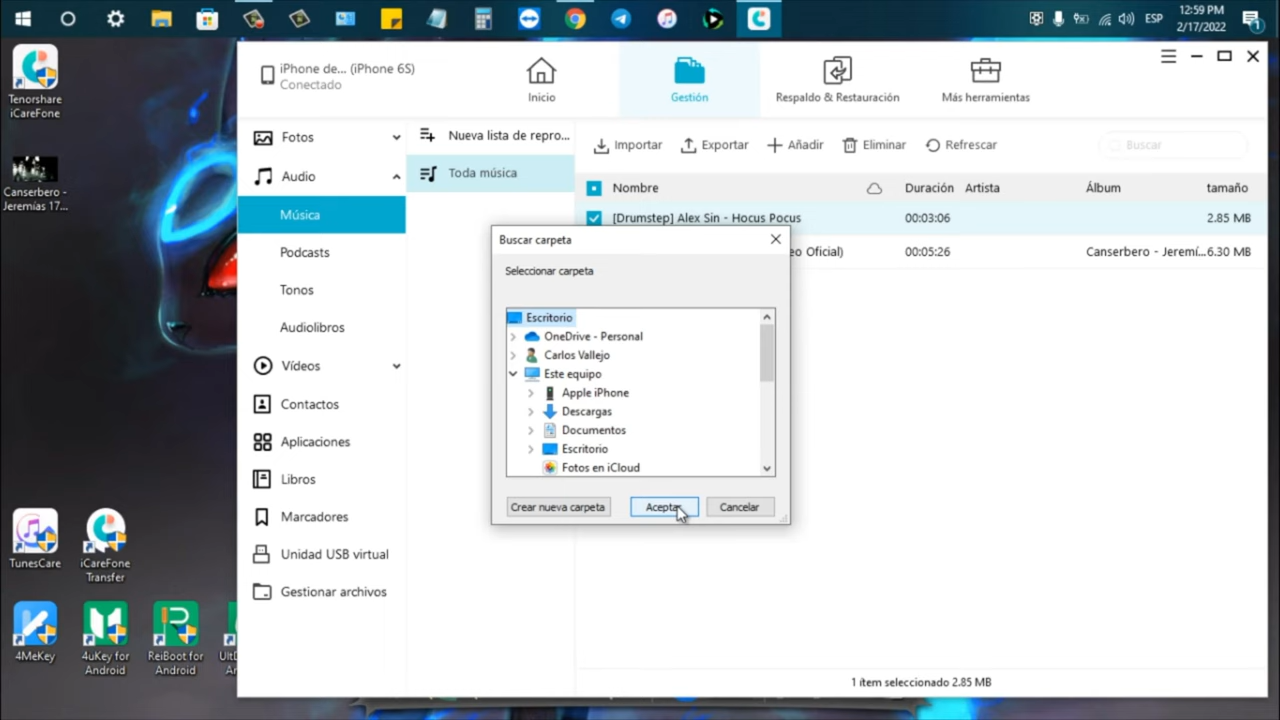 ESP
12:59 PM
2/17/2022
1
Tenorshare
iCareFone
Canserbero -
Jeremías 17...
TunesCare
iCareFone
Transfer
4MeKey
4uKey for
Android
ReiBoot for
Android
iPhone de... (iPhone 6S)
Conectado
Inicio
Gestión
Respaldo & Restauración
Más herramientas
Fotos
Audio
Música
Podcasts
Tonos
Audiolibros
Vídeos
Contactos
Aplicaciones
Libros
Marcadores
Unidad USB virtual
Gestionar archivos
Nueva lista de repro...
Toda música
Importar
Exportar
Añadir
Eliminar
Refrescar
Buscar
Nombre
Duración
Artista
Álbum
tamaño
[Drumstep] Alex Sin - Hocus Pocus
00:03:06
2.85 MB
eo Oficial)
00:05:26
Canserbero - Jeremí...
6.30 MB
Buscar carpeta
Seleccionar carpeta
Escritorio
OneDrive - Personal
Carlos Vallejo
Este equipo
Apple iPhone
Descargas
Documentos
Escritorio
Fotos en iCloud
Crear nueva carpeta
Aceptar
Cancelar
1 ítem seleccionado 2.85 MB